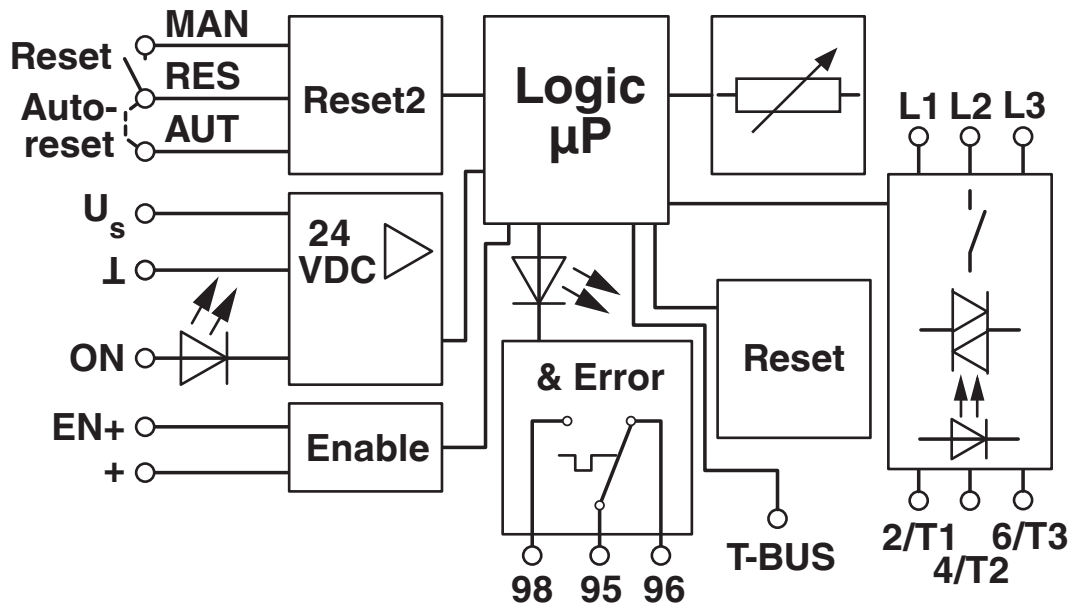 MAN
Reset
RES
Auto-
reset
AUT
Reset2
Logic
µP
L1 L2 L3
Us
24
VDC
⊥
ON
EN+
+
Enable
& Error
Reset
98 95 96
T-BUS
2/T1 6/T3
4/T2